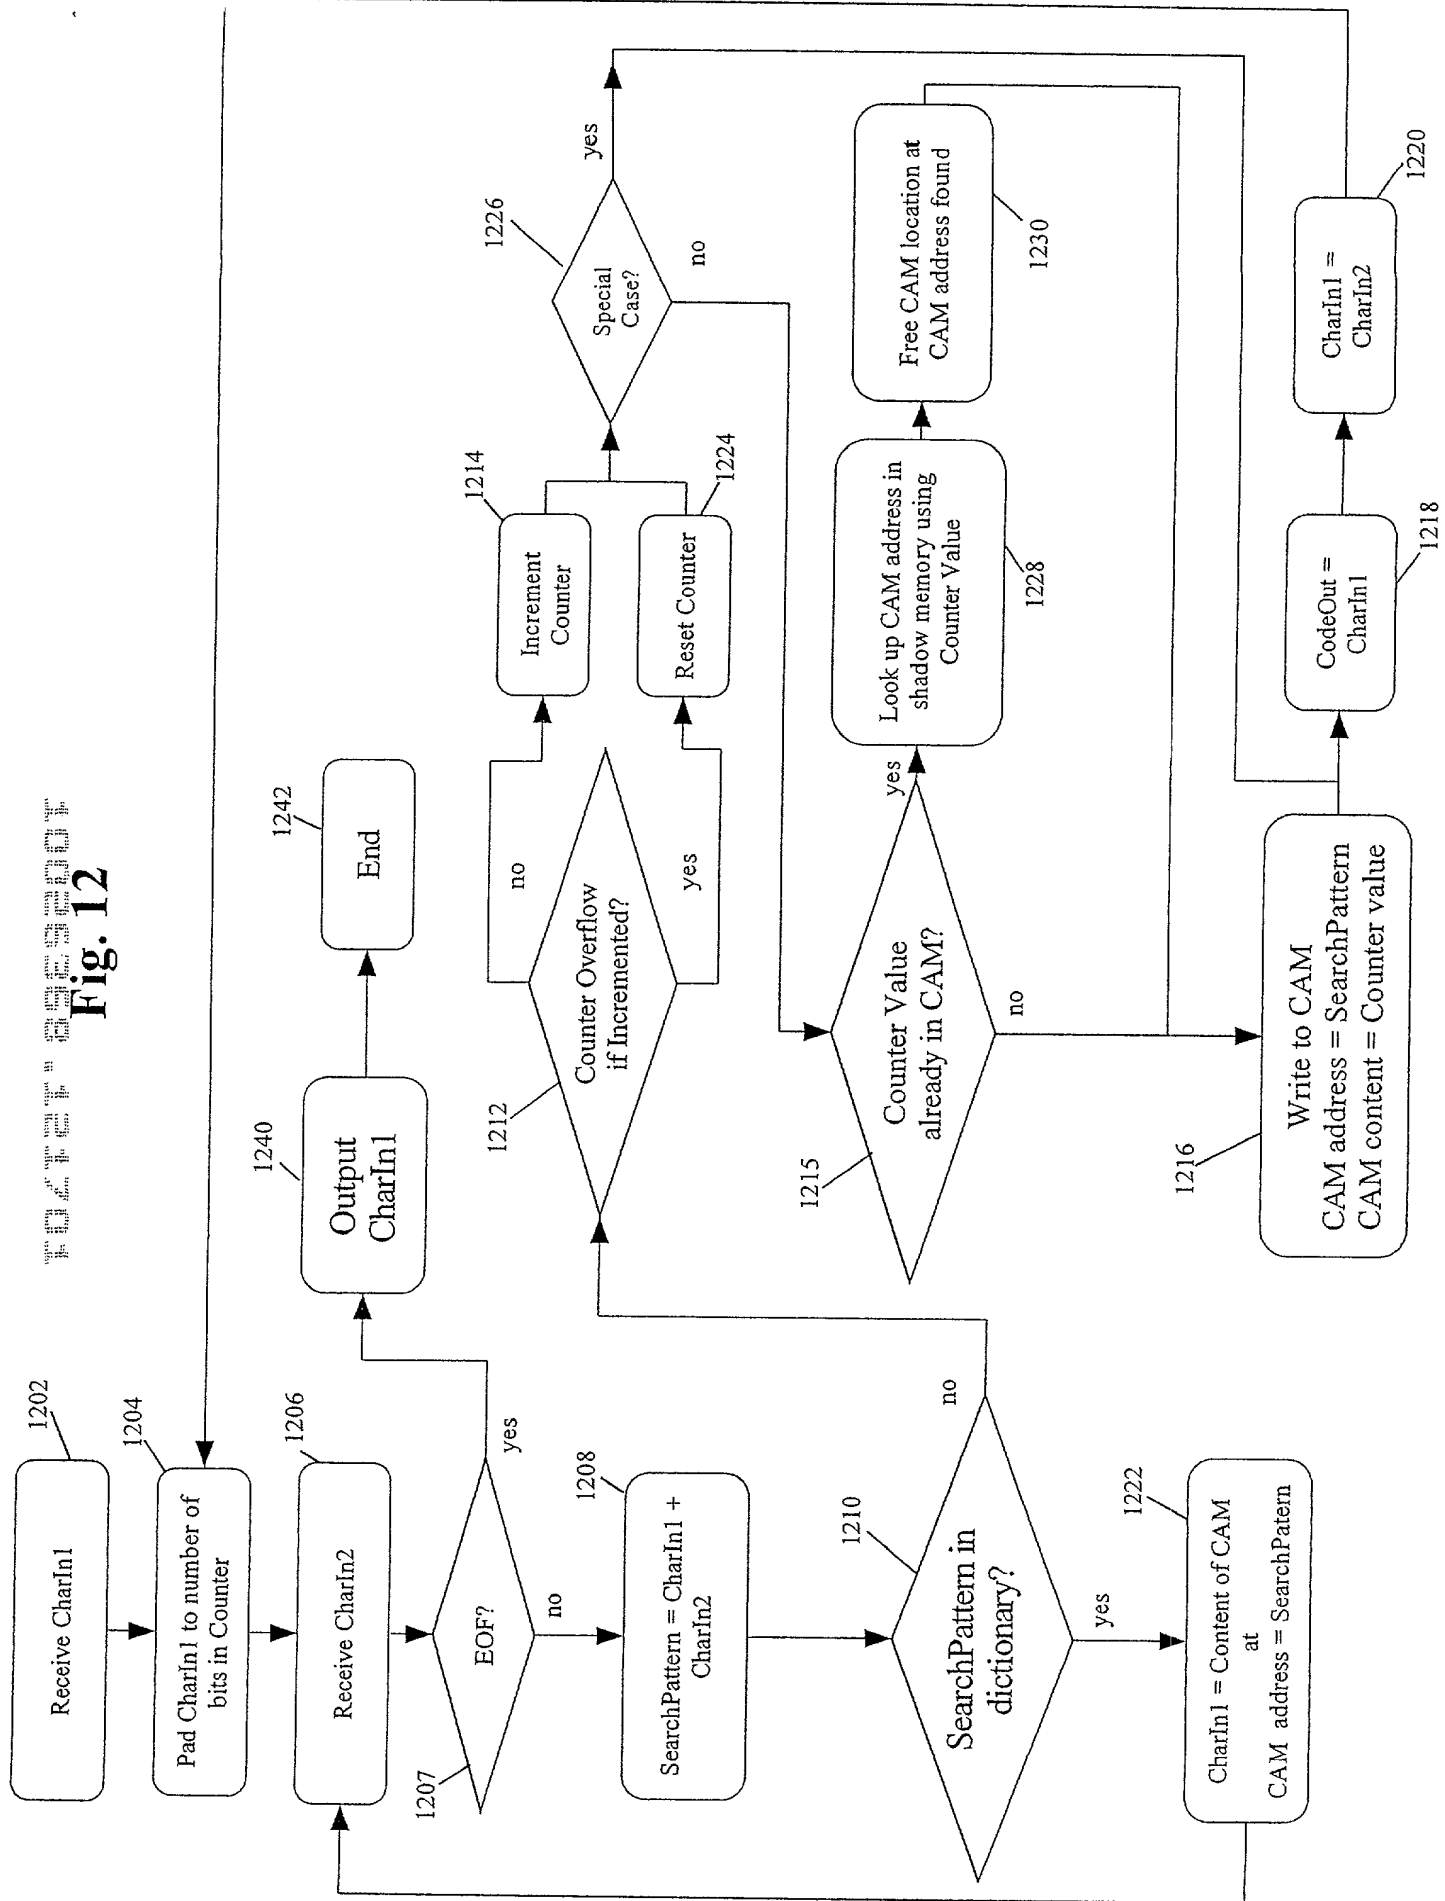 Fig. 12
1202
Receive CharIn1
1204
Pad CharIn1 to number of
bits in Counter
1206
Receive CharIn2
1207
EOF?
yes
no
1240
Output
CharIn1
1242
End
1208
SearchPattern = CharIn1 +
CharIn2
1210
SearchPattern in
dictionary?
no
yes
1222
CharIn1 = Content of CAM
at
CAM address = SearchPatern
1212
Counter Overflow
if Incremented?
no
yes
1214
Increment
Counter
1224
Reset Counter
1226
Special
Case?
yes
no
1215
Counter Value
already in CAM?
yes
no
1228
Look up CAM address in
shadow memory using
Counter Value
1230
Free CAM location at
CAM address found
1216
Write to CAM
CAM address = SearchPattern
CAM content = Counter value
1218
CodeOut =
CharIn1
1220
CharIn1 =
CharIn2